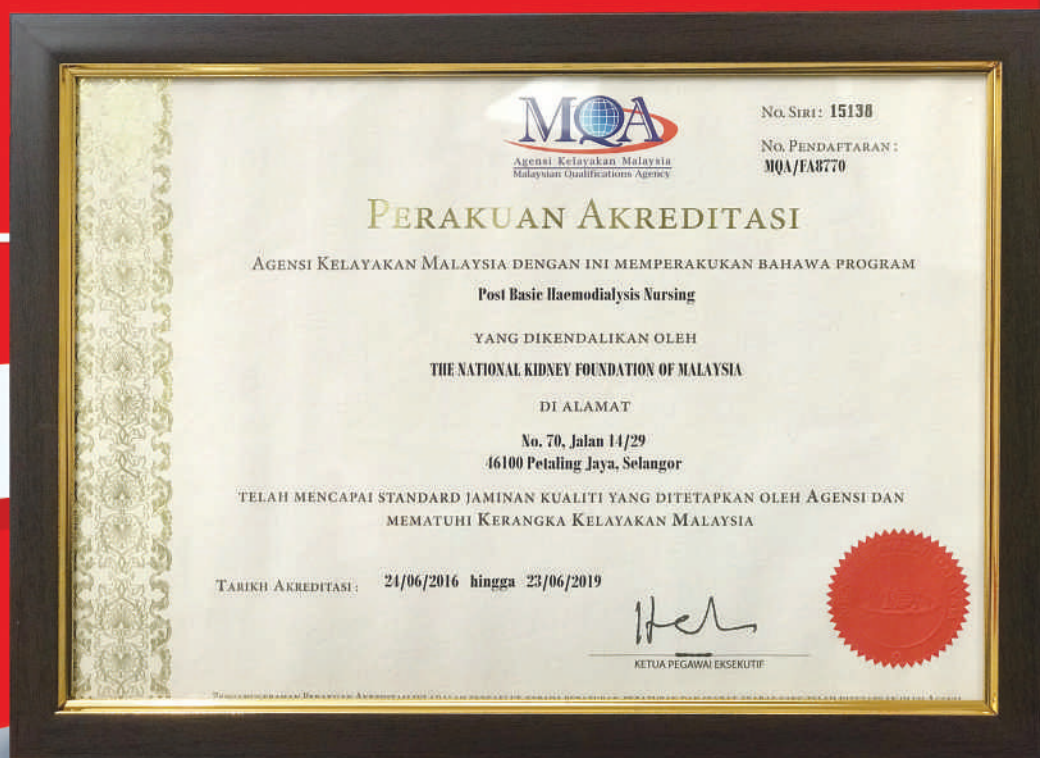 MQA
Agensi Kelayakan Malaysia
Malaysian Qualifications Agency
No. Siri: 15138
No. Pendaftaran:
MQA/FA8770
Perakuan Akreditasi
Agensi Kelayakan Malaysia dengan ini memperakukan bahawa program
Post Basic Haemodialysis Nursing
yang dikendalikan oleh
THE NATIONAL KIDNEY FOUNDATION OF MALAYSIA
di alamat
No. 70, Jalan 14/29
46100 Petaling Jaya, Selangor
telah mencapai standard jaminan kualiti yang ditetapkan oleh Agensi dan
mematuhi Kerangka Kelayakan Malaysia
Tarikh Akreditasi: 24/06/2016 hingga 23/06/2019
KETUA PEGAWAI EKSEKUTIF